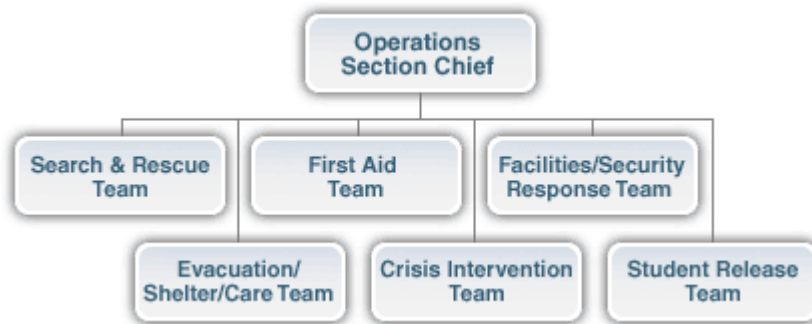 Operations
Section Chief
Search & Rescue
Team
First Aid
Team
Facilities/Security
Response Team
Evacuation/
Shelter/Care Team
Crisis Intervention
Team
Student Release
Team